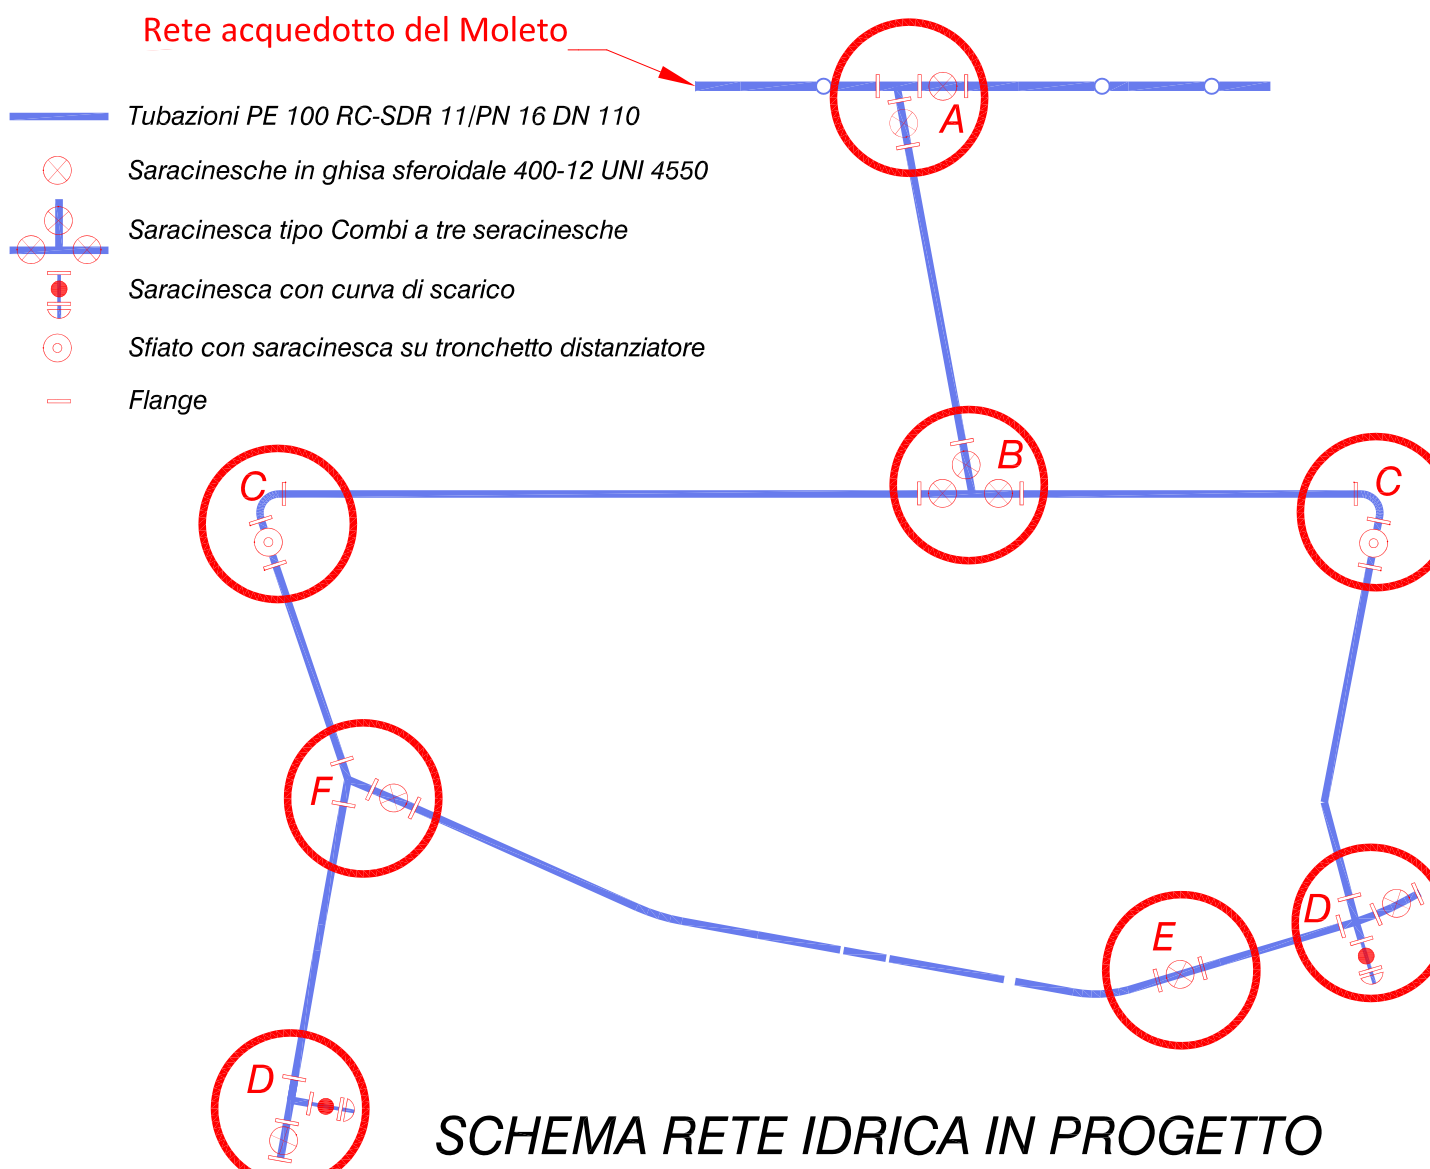 Rete acquedotto del Moleto
Tubazioni PE 100 RC-SDR 11/PN 16 DN 110
A
Saracinesche in ghisa sferoidale 400-12 UNI 4550
Saracinesca tipo Combi a tre seracinesche
Saracinesca con curva di scarico
Sfiato con saracinesca su tronchetto distanziatore
Flange
B
C
C
F
D
E
D
SCHEMA RETE IDRICA IN PROGETTO